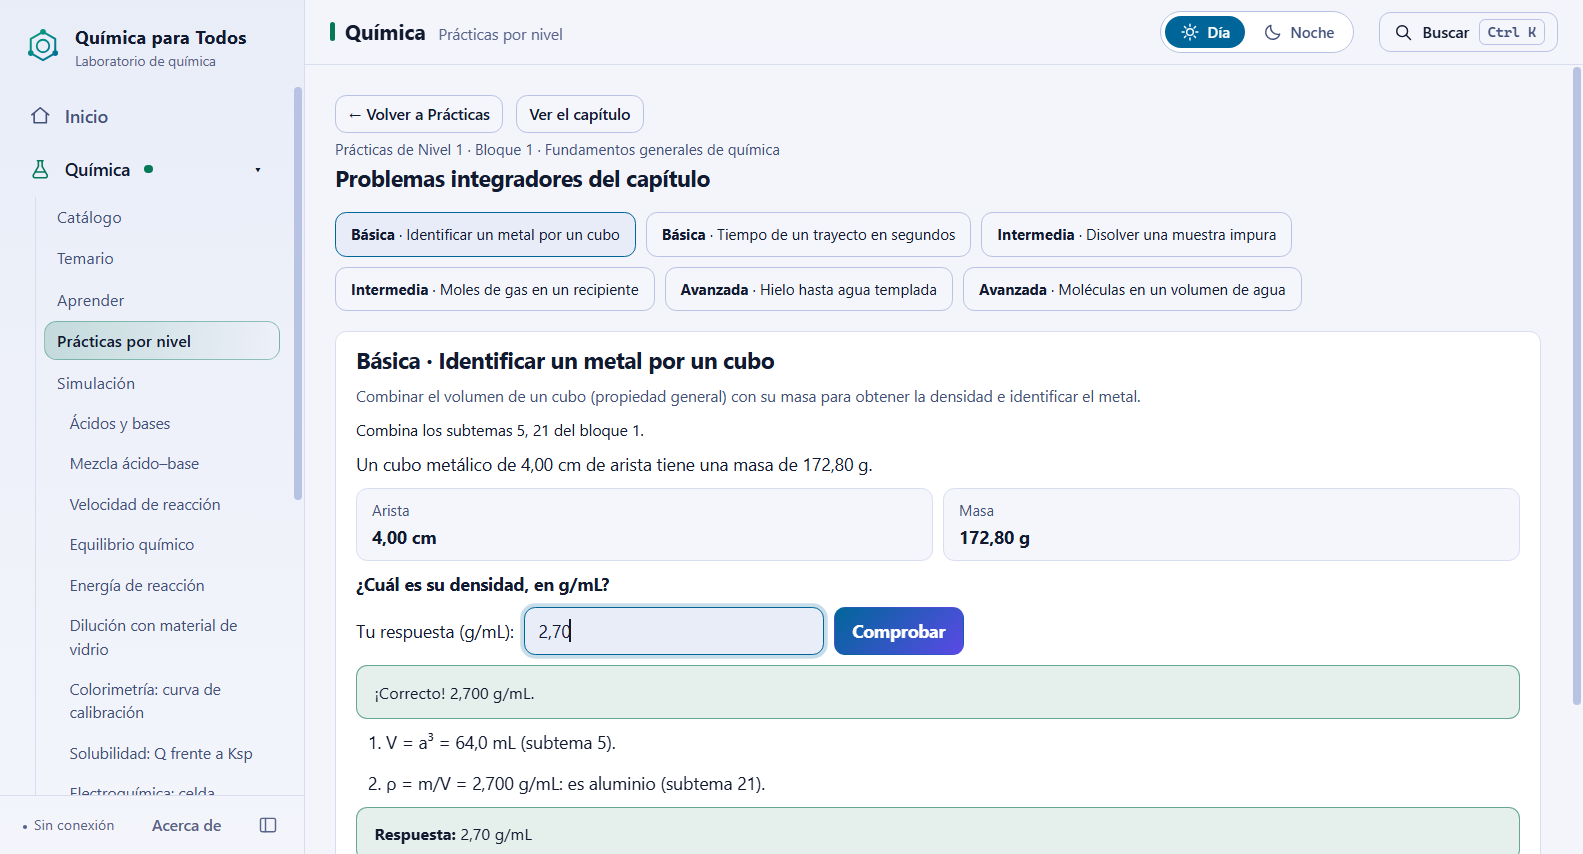 Química para Todos
Laboratorio de química
Inicio
Química
Catálogo
Temario
Aprender
Prácticas por nivel
Simulación
Ácidos y bases
Mezcla ácido–base
Velocidad de reacción
Equilibrio químico
Energía de reacción
Dilución con material de
vidrio
Colorimetría: curva de
calibración
Solubilidad: Q frente a Ksp
Electroquímica: celda
Sin conexión
Acerca de
Química Prácticas por nivel
Día
Noche
Buscar Ctrl K
← Volver a Prácticas
Ver el capítulo
Prácticas de Nivel 1 · Bloque 1 · Fundamentos generales de química
Problemas integradores del capítulo
Básica · Identificar un metal por un cubo
Básica · Tiempo de un trayecto en segundos
Intermedia · Disolver una muestra impura
Intermedia · Moles de gas en un recipiente
Avanzada · Hielo hasta agua templada
Avanzada · Moléculas en un volumen de agua
Básica · Identificar un metal por un cubo
Combinar el volumen de un cubo (propiedad general) con su masa para obtener la densidad e identificar el metal.
Combina los subtemas 5, 21 del bloque 1.
Un cubo metálico de 4,00 cm de arista tiene una masa de 172,80 g.
Arista
4,00 cm
Masa
172,80 g
¿Cuál es su densidad, en g/mL?
Tu respuesta (g/mL): 2,70 Comprobar
¡Correcto! 2,700 g/mL.
1. V = a³ = 64,0 mL (subtema 5).
2. ρ = m/V = 2,700 g/mL: es aluminio (subtema 21).
Respuesta: 2,70 g/mL